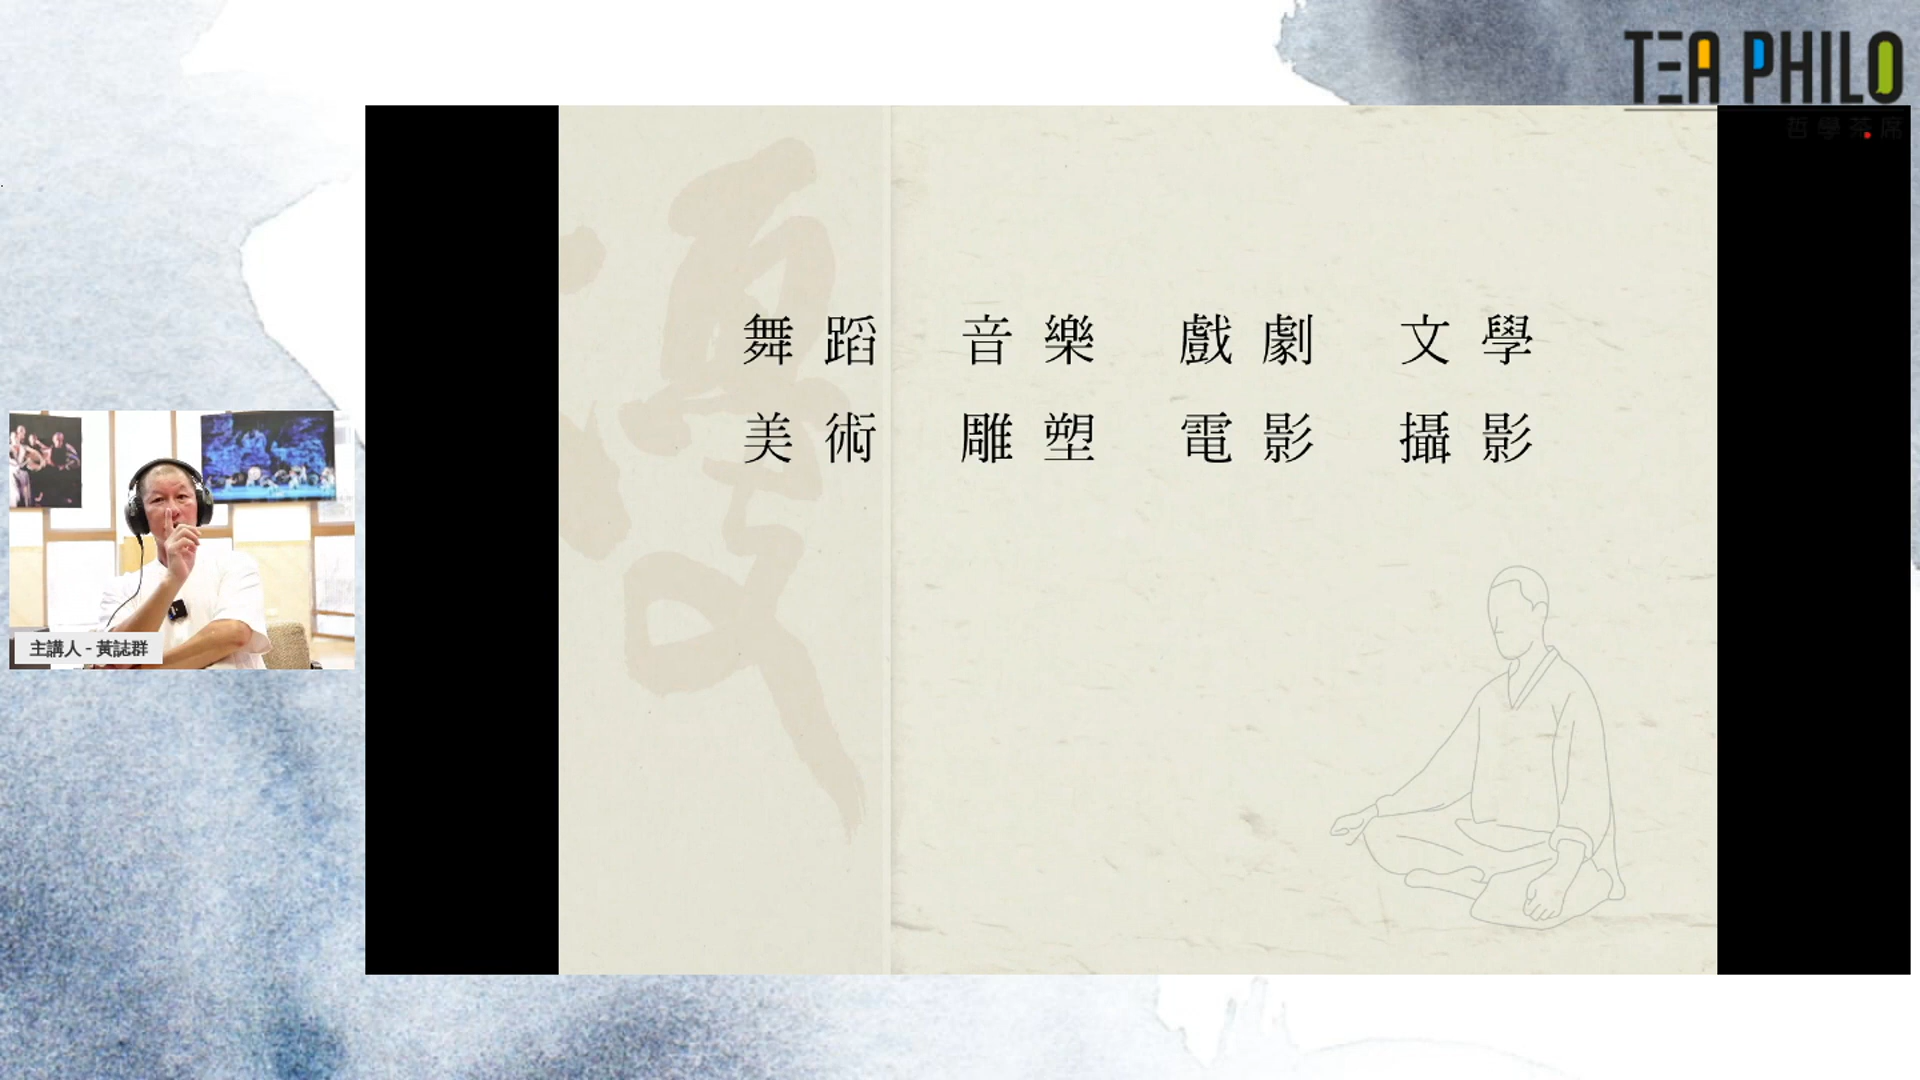 TEA PHILO
哲學茶席
舞蹈 音樂 戲劇 文學
美術 雕塑 電影 攝影
主講人 - 黃誌群